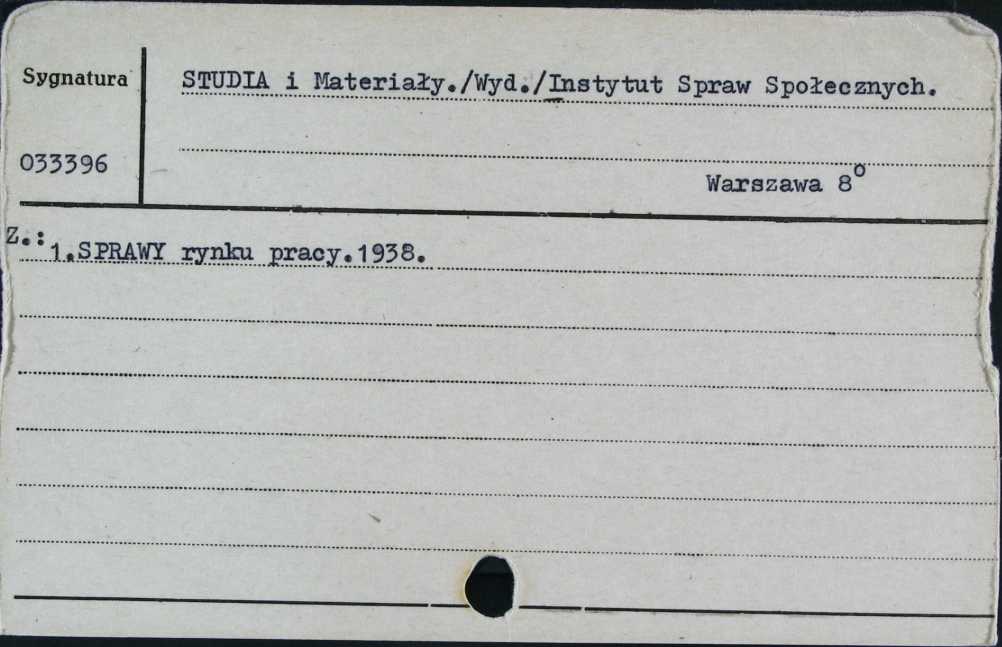 Sygnatura
STUDIA i Materiały./Wyd./Instytut Spraw Społecznych.
033396
Warszawa 8°
Z.:
1.SPRAWY rynku pracy.1938.